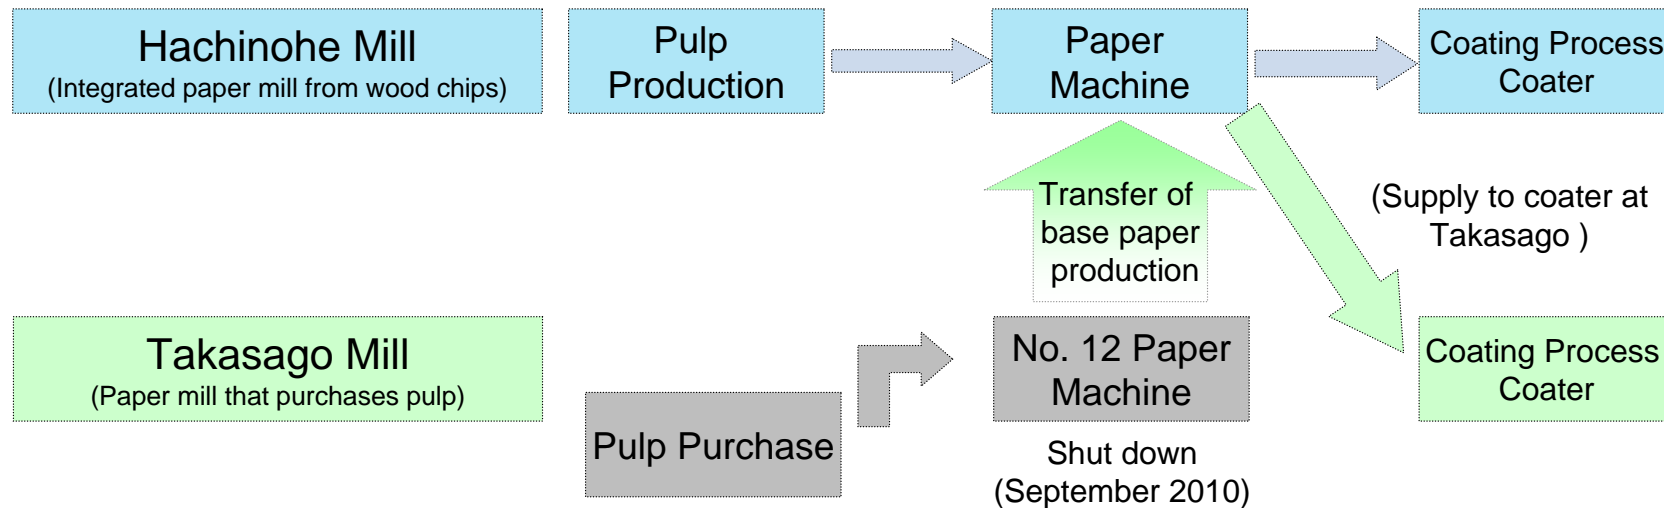 Hachinohe Mill
(Integrated paper mill from wood chips)
Pulp
Production
Paper
Machine
Coating Process
Coater
Transfer of
base paper
production
(Supply to coater at
Takasago )
Takasago Mill
(Paper mill that purchases pulp)
Pulp Purchase
No. 12 Paper
Machine
Shut down
(September 2010)
Coating Process
Coater